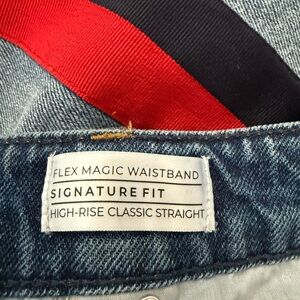 FLEX MAGIC WAISTBAND
SIGNATURE FIT
HIGH-RISE CLASSIC STRAIGHT